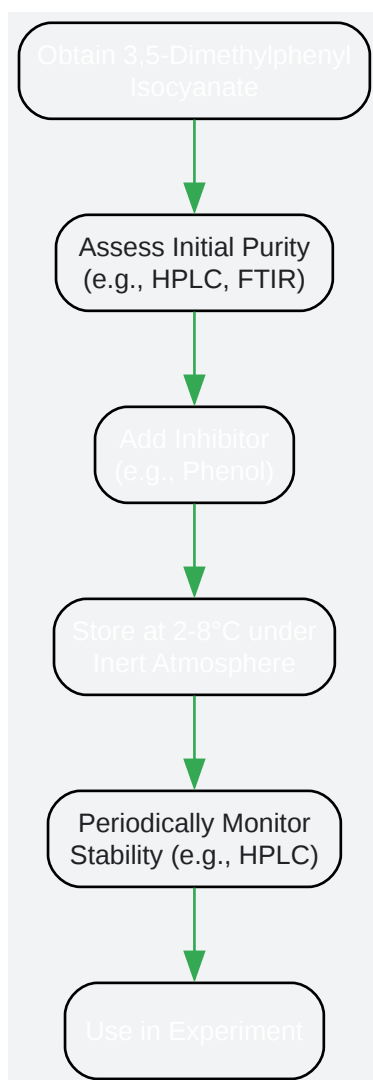 Obtain 3,5-Dimethylphenyl
Isocyanate
Assess Initial Purity
(e.g., HPLC, FTIR)
Add Inhibitor
(e.g., Phenol)
Store at 2-8°C under
Inert Atmosphere
Periodically Monitor
Stability (e.g., HPLC)
Use in Experiment